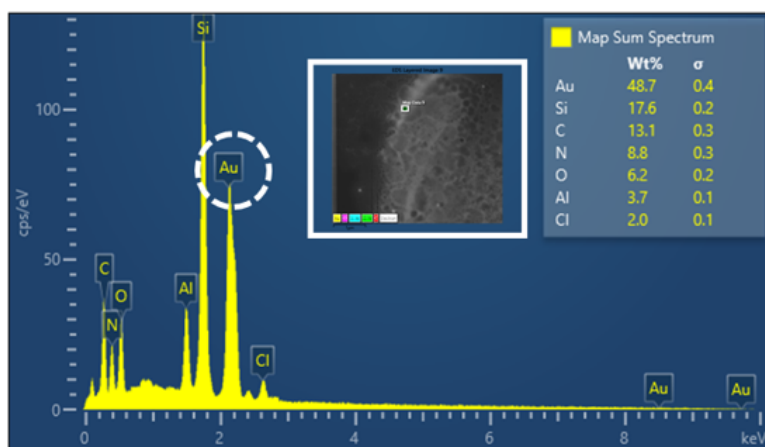 Si
Au
C
N
O
Al
Cl
Au
Au
100
50
0
cps/eV
0
2
4
6
8
keV
Map Sum Spectrum
Wt% σ
Au 48.7 0.4
Si 17.6 0.2
C 13.1 0.3
N 8.8 0.3
O 6.2 0.2
Al 3.7 0.1
Cl 2.0 0.1